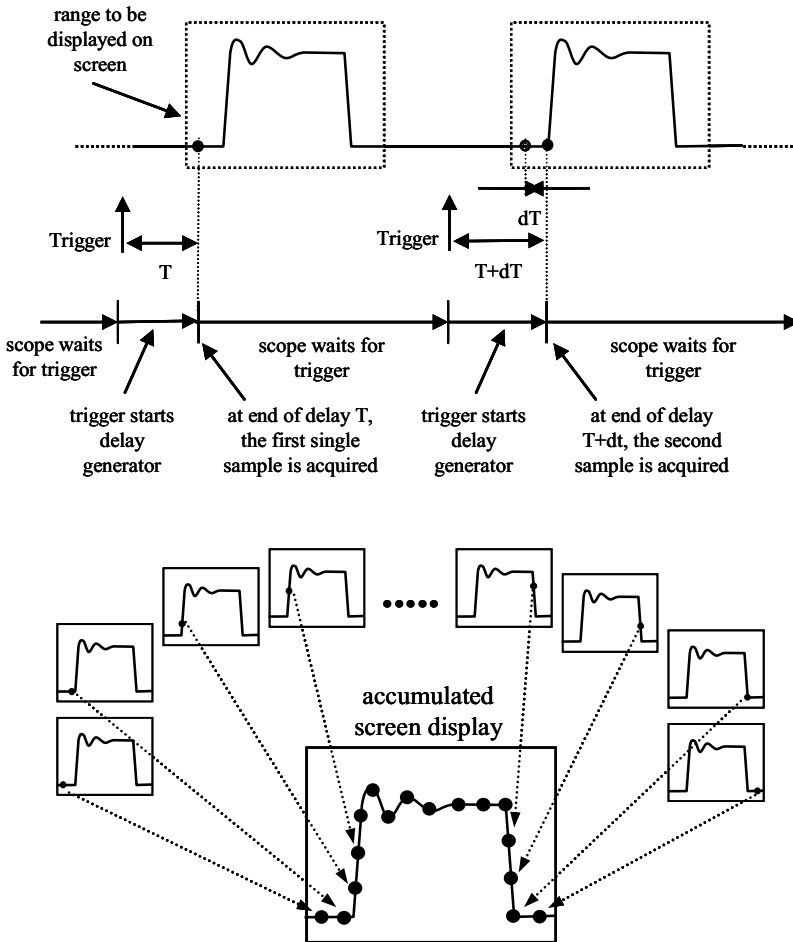 range to be
displayed on
screen
dT
Trigger
T
Trigger
T+dT
scope waits
for trigger
scope waits for
trigger
scope waits for
trigger
trigger starts
delay
generator
at end of delay T,
the first single
sample is acquired
trigger starts
delay
generator
at end of delay
T+dt, the second
sample is acquired
accumulated
screen display